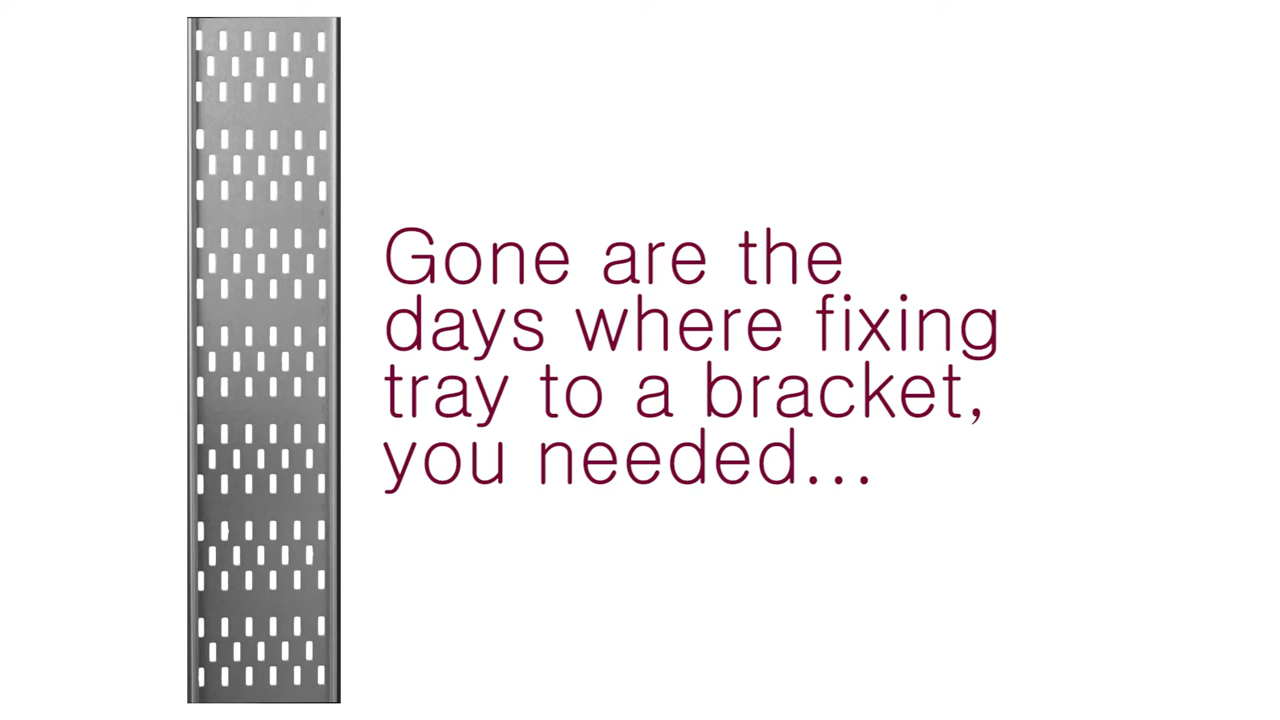 Gone are the
days where fixing
tray to a bracket,
you needed...